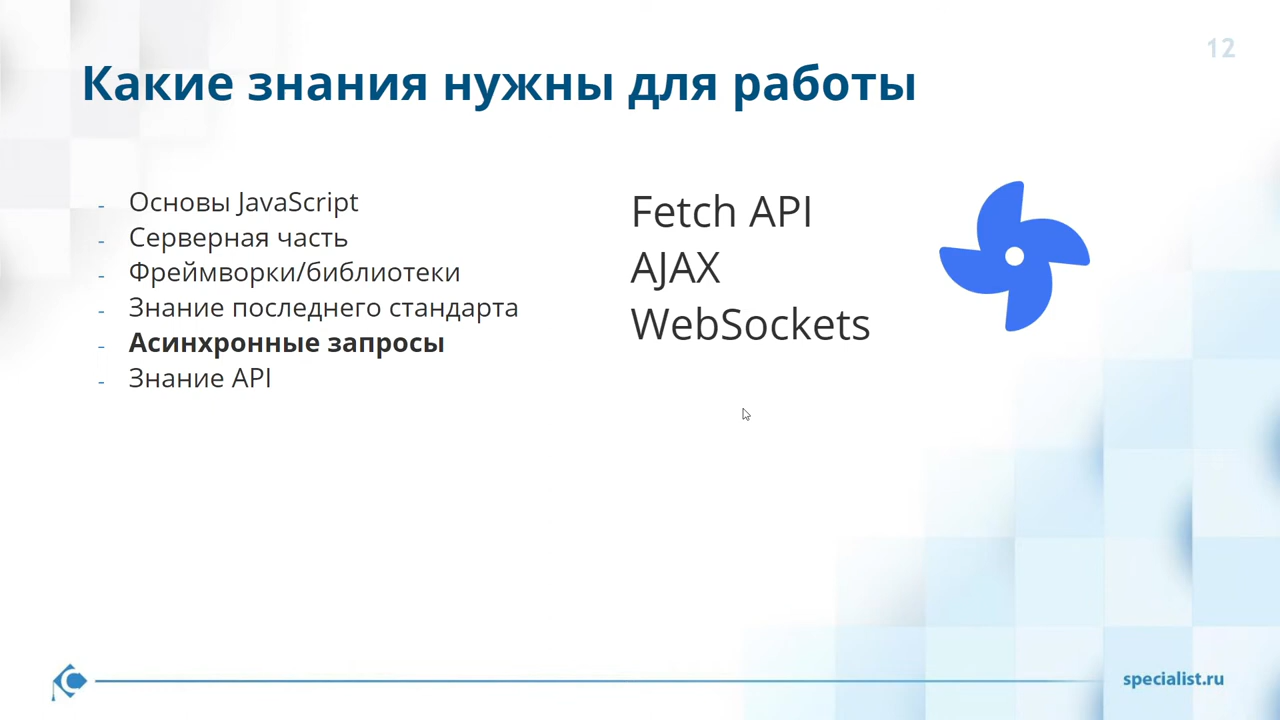 12
Какие знания нужны для работы
- Основы JavaScript
- Серверная часть
- Фреймворки/библиотеки
- Знание последнего стандарта
- Асинхронные запросы
- Знание API
Fetch API
AJAX
WebSockets
specialist.ru